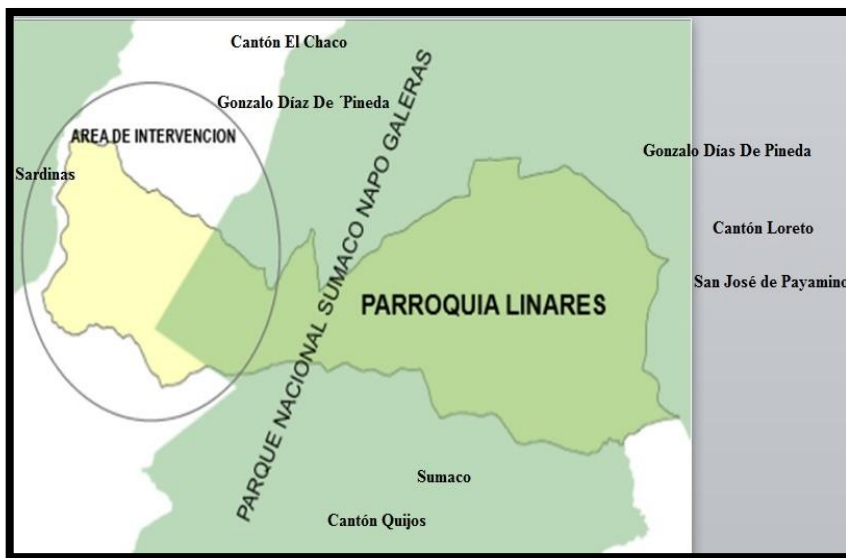 Cantón El Chaco
Gonzalo Díaz De ´Pineda
AREA DE INTERVENCION
Sardinas
PARQUE NACIONAL SUMACO NAPO GALERAS
Gonzalo Días De Pineda
Cantón Loreto
San José de Payamino
PARROQUIA LINARES
Sumaco
Cantón Quijos